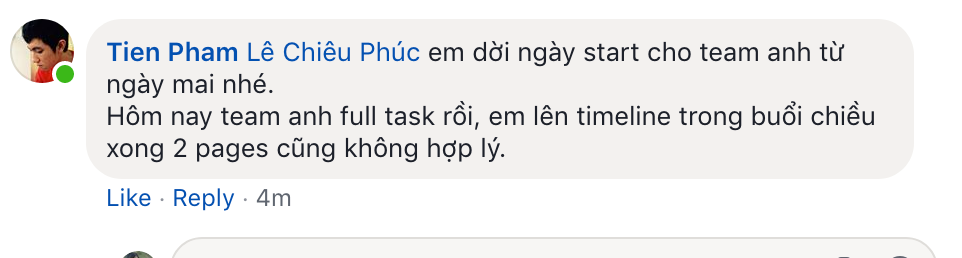 Tien Pham Lê Chiêu Phúc em dời ngày start cho team anh từ
ngày mai nhé.
Hôm nay team anh full task rồi, em lên timeline trong buổi chiều
xong 2 pages cũng không hợp lý.
Like · Reply · 4m